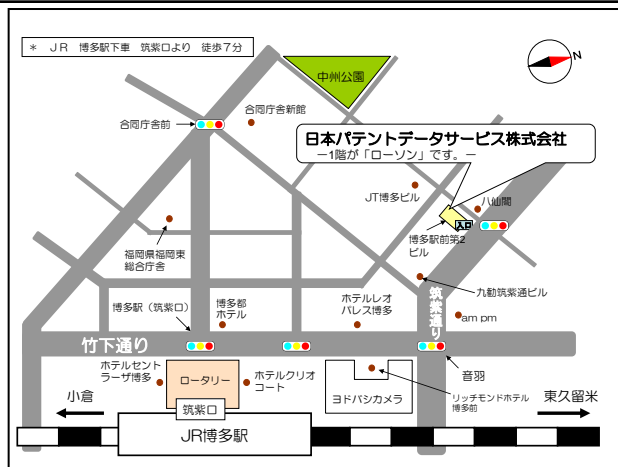 * ＪＲ 博多駅下車 筑紫口より 徒歩７分
N
中州公園
合同庁舎新館
合同庁舎前
日本パテントデータサービス株式会社
－1階が「ローソン」です。－
JT博多ビル
八仙閣
入口
博多駅前第2
ビル
福岡県福岡東
総合庁舎
九勧筑紫通ビル
筑紫通り
博多駅（筑紫口）
博多都
ホテル
ホテルレオ
パレス博多
am pm
竹下通り
ホテルセント
ラーザ博多
ロータリー
ホテルクリオ
コート
ヨドバシカメラ
音羽
リッチモンドホテル
博多前
小倉
筑紫口
東久留米
JR博多駅